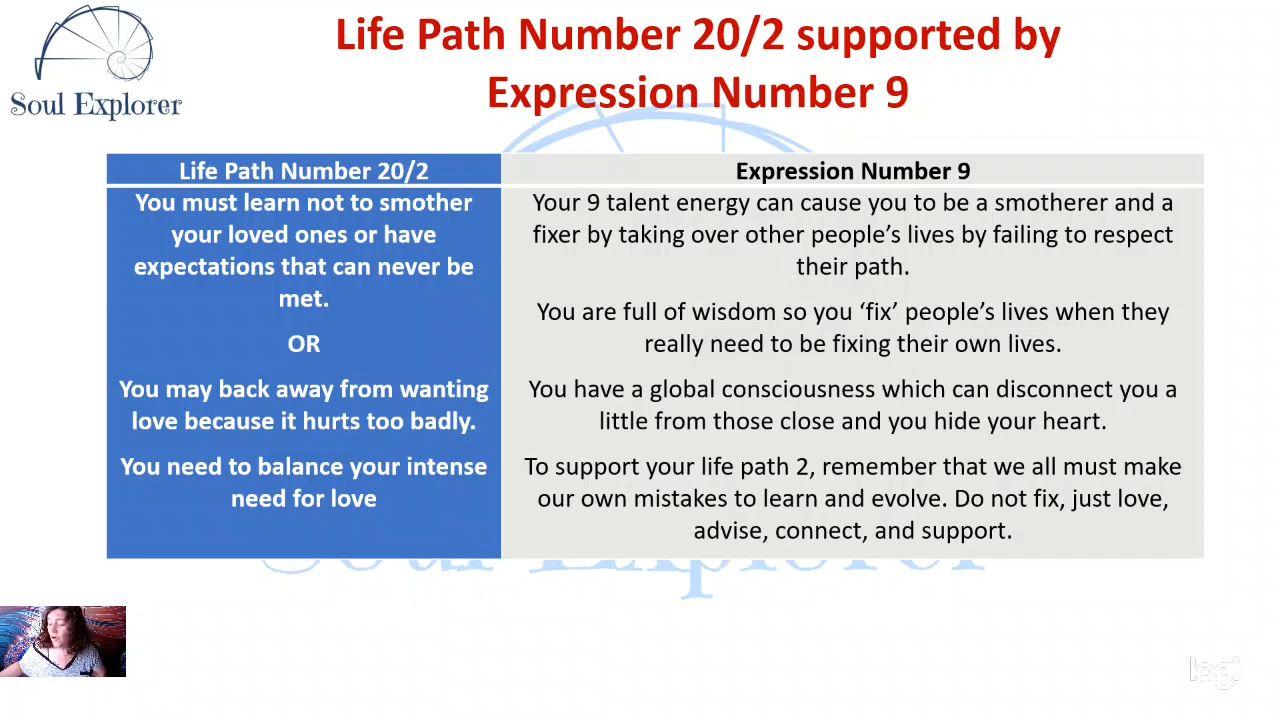 Life Path Number 20/2 supported by
Expression Number 9
Soul Explorer
Life Path Number 20/2
Expression Number 9
You must learn not to smother
your loved ones or have
expectations that can never be
met.
OR
You may back away from wanting
love because it hurts too badly.
You need to balance your intense
need for love
Your 9 talent energy can cause you to be a smotherer and a
fixer by taking over other people’s lives by failing to respect
their path.
You are full of wisdom so you ‘fix’ people’s lives when they
really need to be fixing their own lives.
You have a global consciousness which can disconnect you a
little from those close and you hide your heart.
To support your life path 2, remember that we all must make
our own mistakes to learn and evolve. Do not fix, just love,
advise, connect, and support.
Soul Explorer
logi